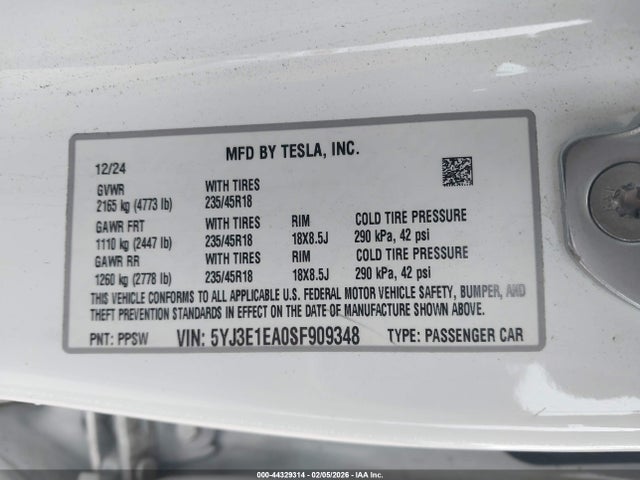 MFD BY TESLA, INC.
12/24
GVWR WITH TIRES
2165 kg (4773 lb) 235/45R18
GAWR FRT WITH TIRES RIM COLD TIRE PRESSURE
1110 kg (2447 lb) 235/45R18 18X8.5J 290 kPa, 42 psi
GAWR RR WITH TIRES RIM COLD TIRE PRESSURE
1260 kg (2778 lb) 235/45R18 18X8.5J 290 kPa, 42 psi
THIS VEHICLE CONFORMS TO ALL APPLICABLE U.S. FEDERAL MOTOR VEHICLE SAFETY, BUMPER, AND
THEFT PREVENTION STANDARDS IN EFFECT ON THE DATE OF MANUFACTURE SHOWN ABOVE.
PNT: PPSW VIN: 5YJ3E1EA0SF909348 TYPE: PASSENGER CAR
000-44329314 - 02/05/2026 - IAA Inc.